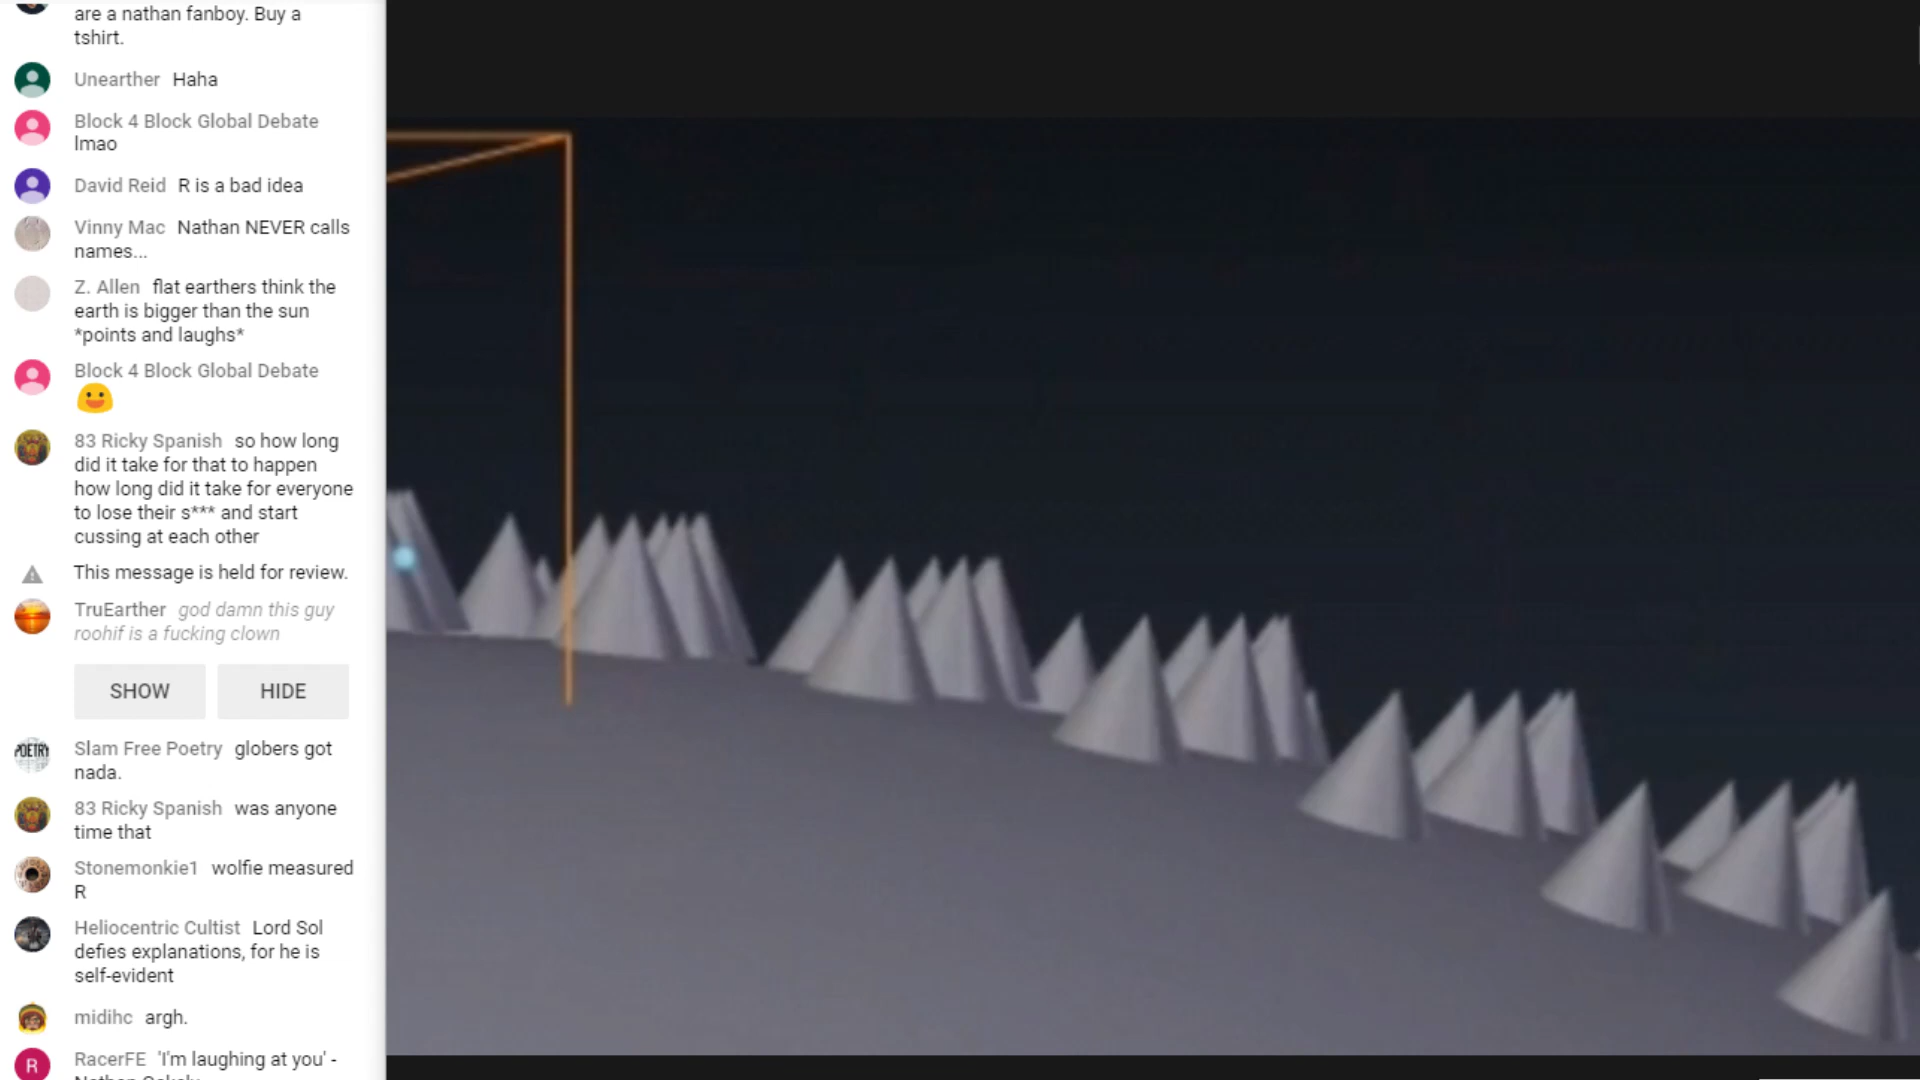 are a nathan fanboy. Buy a
tshirt.
Unearther Haha
Block 4 Block Global Debate
lmao
David Reid R is a bad idea
Vinny Mac Nathan NEVER calls
names...
Z. Allen flat earthers think the
earth is bigger than the sun
*points and laughs*
Block 4 Block Global Debate
83 Ricky Spanish so how long
did it take for that to happen
how long did it take for everyone
to lose their s*** and start
cussing at each other
This message is held for review.
TruEarther god damn this guy
roohif is a fucking clown
SHOW HIDE
POETRY
Slam Free Poetry globers got
nada.
83 Ricky Spanish was anyone
time that
Stonemonkie1 wolfie measured
R
Heliocentric Cultist Lord Sol
defies explanations, for he is
self-evident
midihc argh.
R
RacerFE 'I'm laughing at you' -